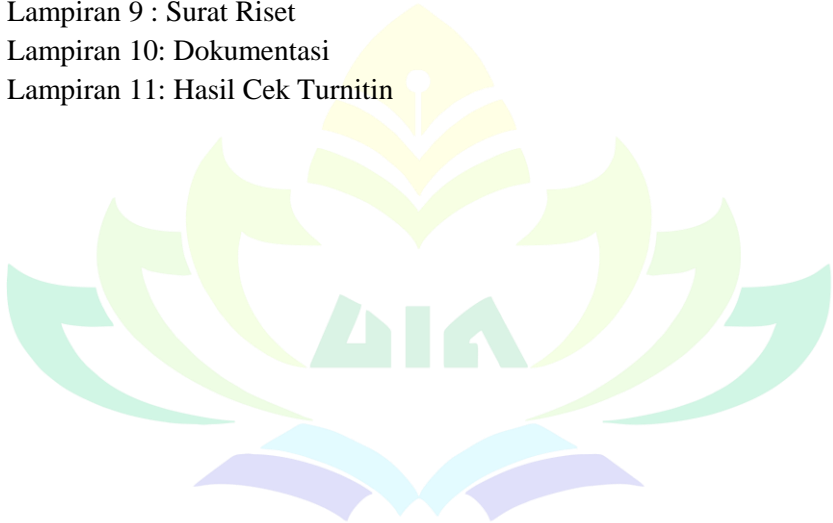 Lampiran 9 : Surat Riset
Lampiran 10: Dokumentasi
Lampiran 11: Hasil Cek Turnitin
UIN